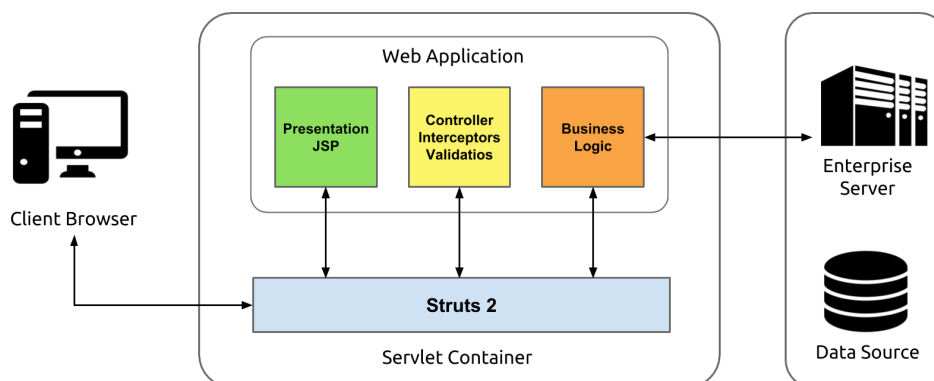 Web Application
Presentation
JSP
Controller
Interceptors
Validatios
Business
Logic
Enterprise
Server
Client Browser
Struts 2
Servlet Container
Data Source